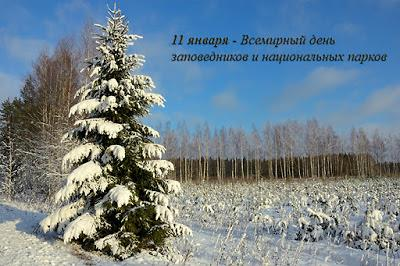 11 января - Всемирный день
заповедников и национальных парков